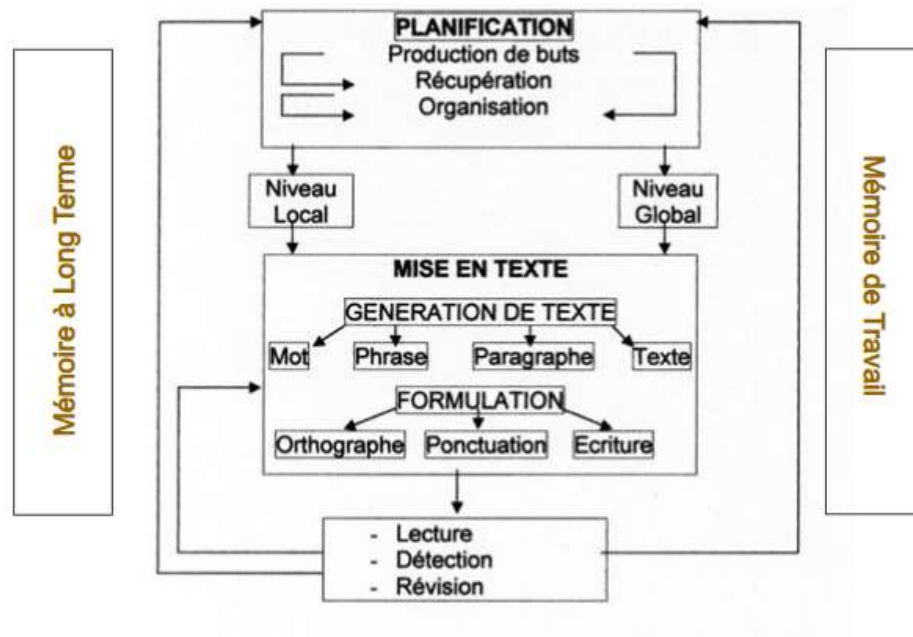 PLANIFICATION
Production de buts
Récupération
Organisation
Mémoire à Long Terme
Mémoire de Travail
Niveau
Local
Niveau
Global
MISE EN TEXTE
GENERATION DE TEXTE
Mot Phrase Paragraphe Texte
FORMULATION
Orthographe Ponctuation Ecriture
- Lecture
- Détection
- Révision